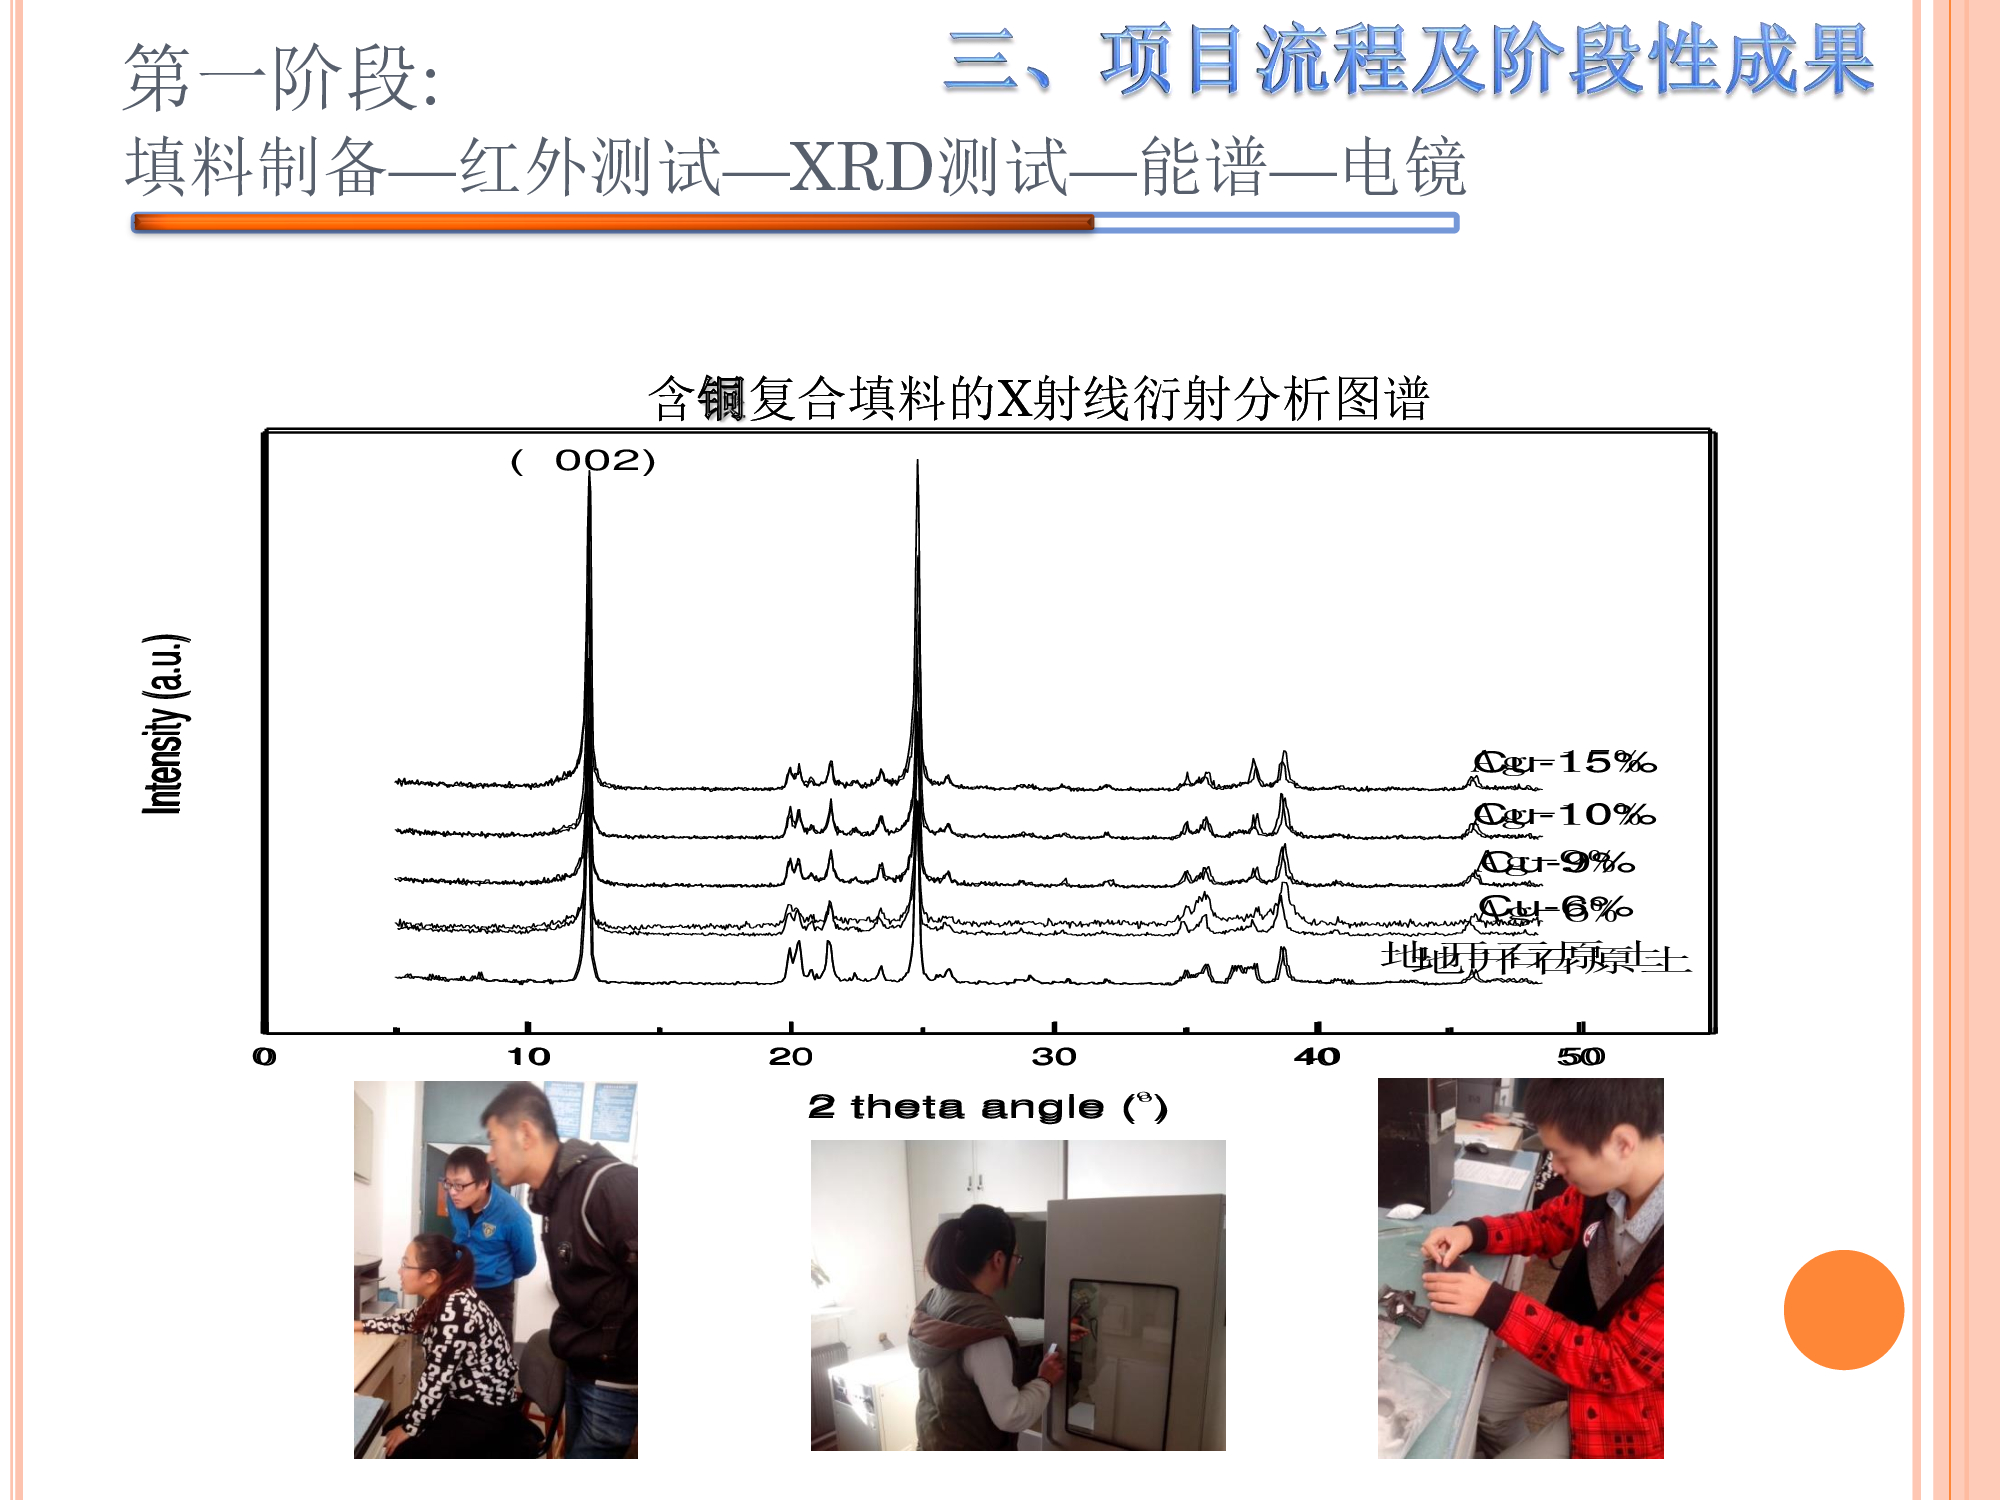 三、项目流程及阶段性成果
第一阶段:
填料制备—红外测试—XRD测试—能谱—电镜
含铜复合填料的X射线衍射分析图谱
( 002)
Intensity (a.u.)
Cu-15%
Cu-10%
Cu-9%
Cu-6%
地开石原土
0 10 20 30 40 50
2 theta angle (°)